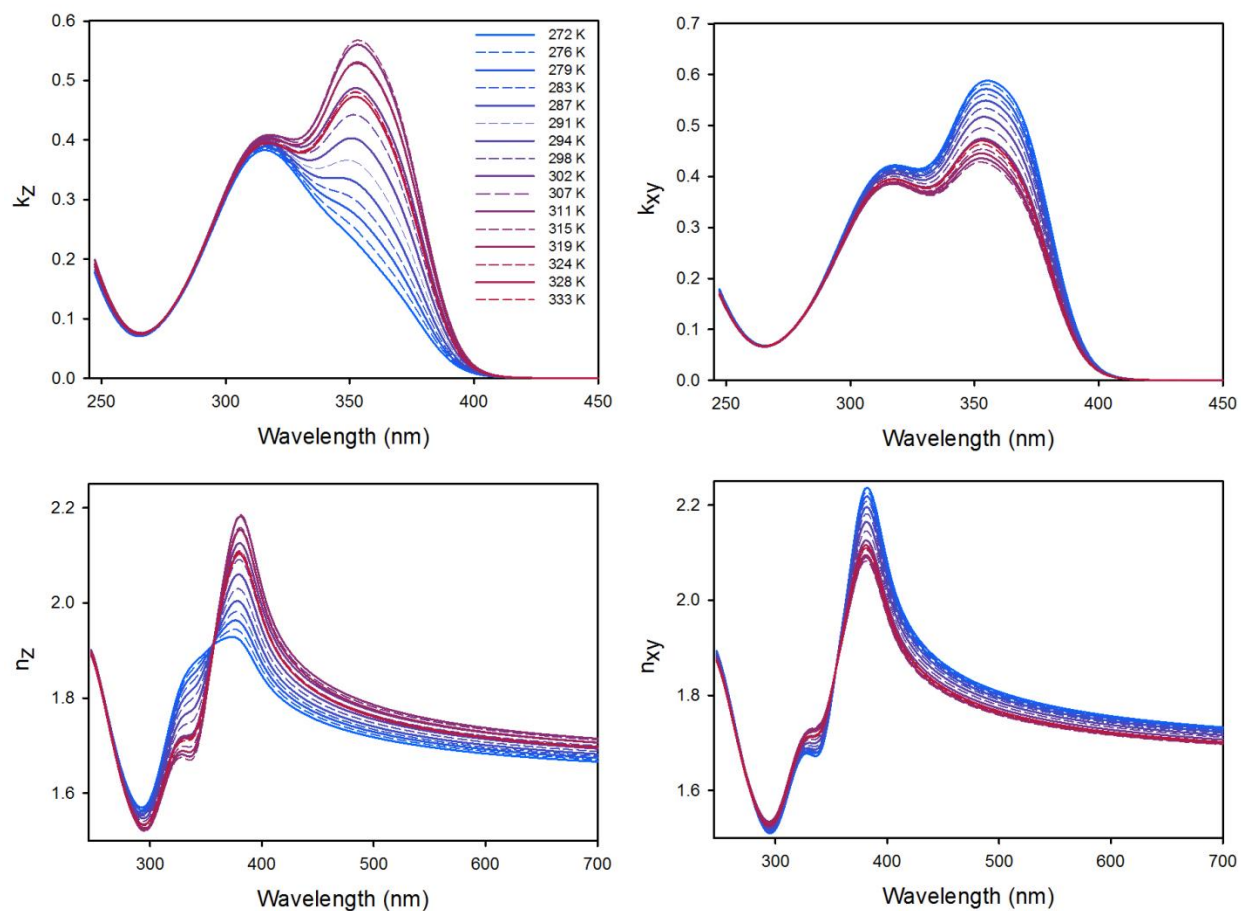 0.6
0.5
0.4
0.3
0.2
0.1
0.0
kz
250 300 350 400 450
Wavelength (nm)
272 K
276 K
279 K
283 K
287 K
291 K
294 K
298 K
302 K
307 K
311 K
315 K
319 K
324 K
328 K
333 K
0.7
0.6
0.5
0.4
0.3
0.2
0.1
0.0
kxy
250 300 350 400 450
Wavelength (nm)
2.2
2.0
1.8
1.6
nz
300 400 500 600 700
Wavelength (nm)
2.2
2.0
1.8
1.6
nxy
300 400 500 600 700
Wavelength (nm)